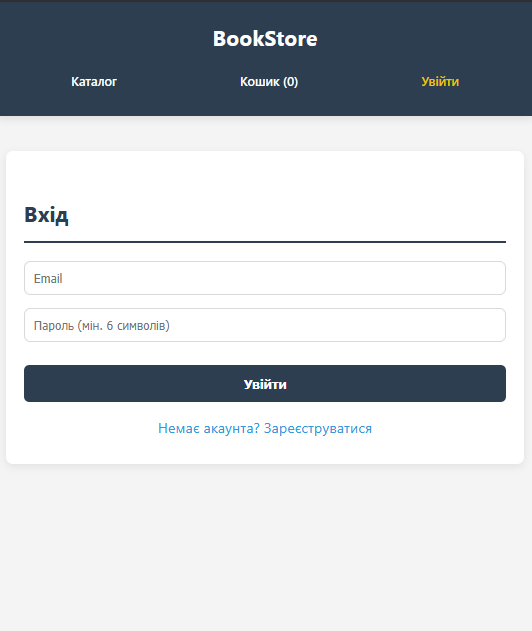 BookStore
Каталог Кошик (0) Увійти
Вхід
Email
Пароль (мін. 6 символів)
Увійти
Немає акаунта? Зареєструватися